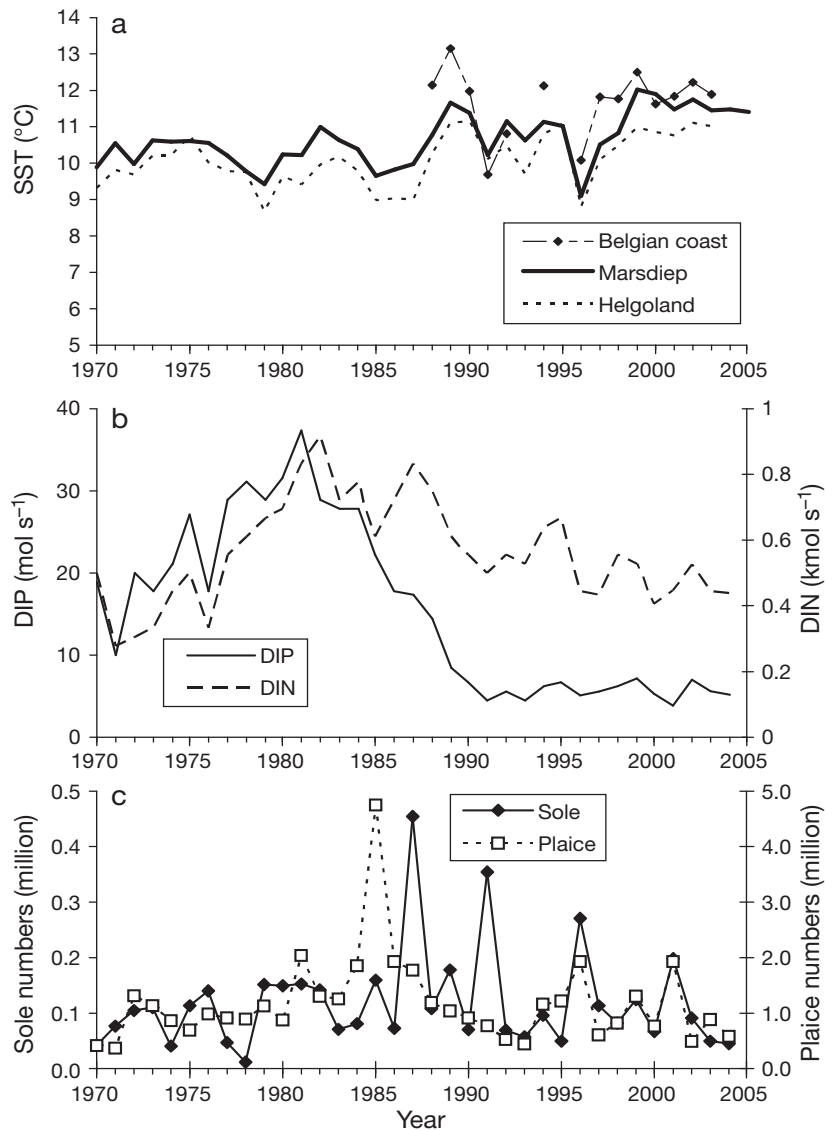 a
14
13
12
11
10
9
8
7
6
5
SST (°C)
Belgian coast
Marsdiep
Helgoland
1970 1975 1980 1985 1990 1995 2000 2005
b
40
30
20
10
0
DIP (mol s⁻¹)
1
0.8
0.6
0.4
0.2
0
DIN (kmol s⁻¹)
DIP
DIN
1970 1975 1980 1985 1990 1995 2000 2005
c
0.5
0.4
0.3
0.2
0.1
0.0
Sole numbers (million)
5.0
4.0
3.0
2.0
1.0
0.0
Plaice numbers (million)
Sole
Plaice
1970 1975 1980 1985 1990 1995 2000 2005
Year